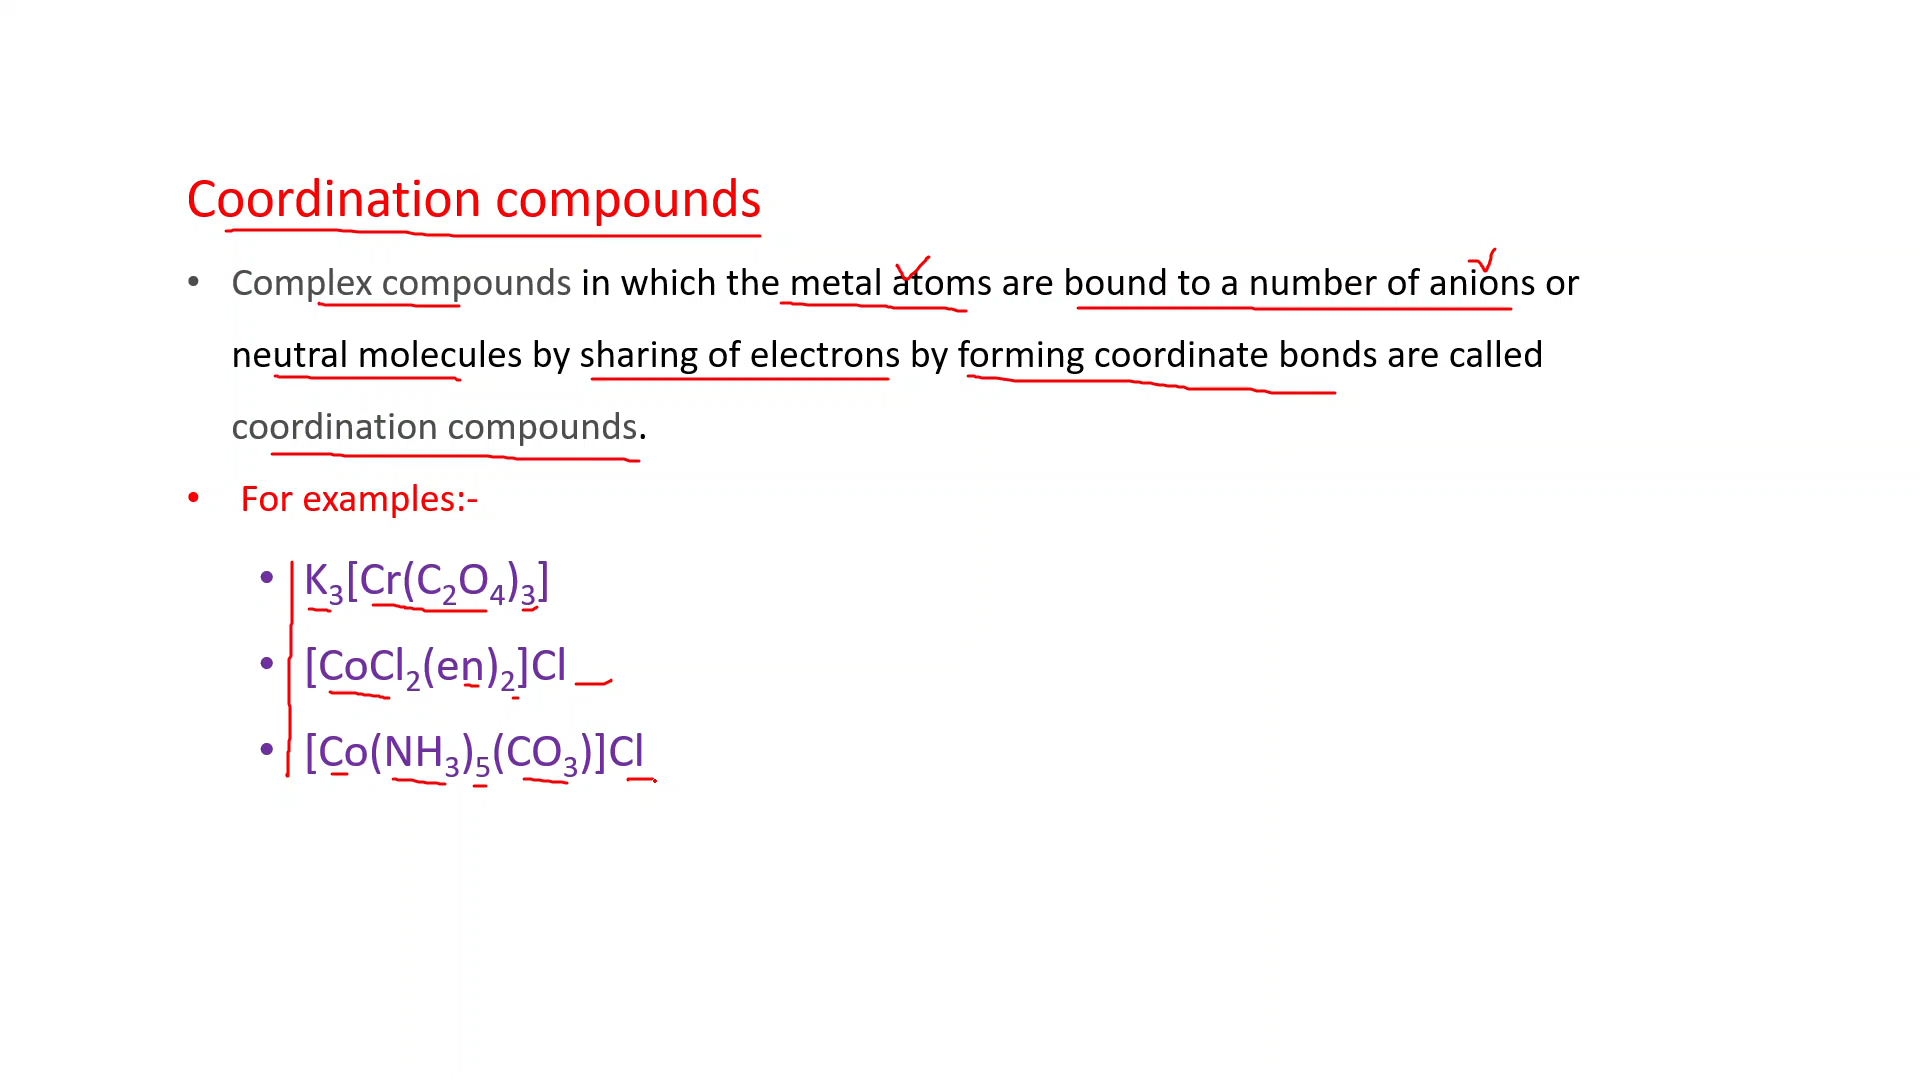 Coordination compounds
• Complex compounds in which the metal atoms are bound to a number of anions or
neutral molecules by sharing of electrons by forming coordinate bonds are called
coordination compounds.
• For examples:-
• K₃[Cr(C₂O₄)₃]
• [CoCl₂(en)₂]Cl
• [Co(NH₃)₅(CO₃)]Cl